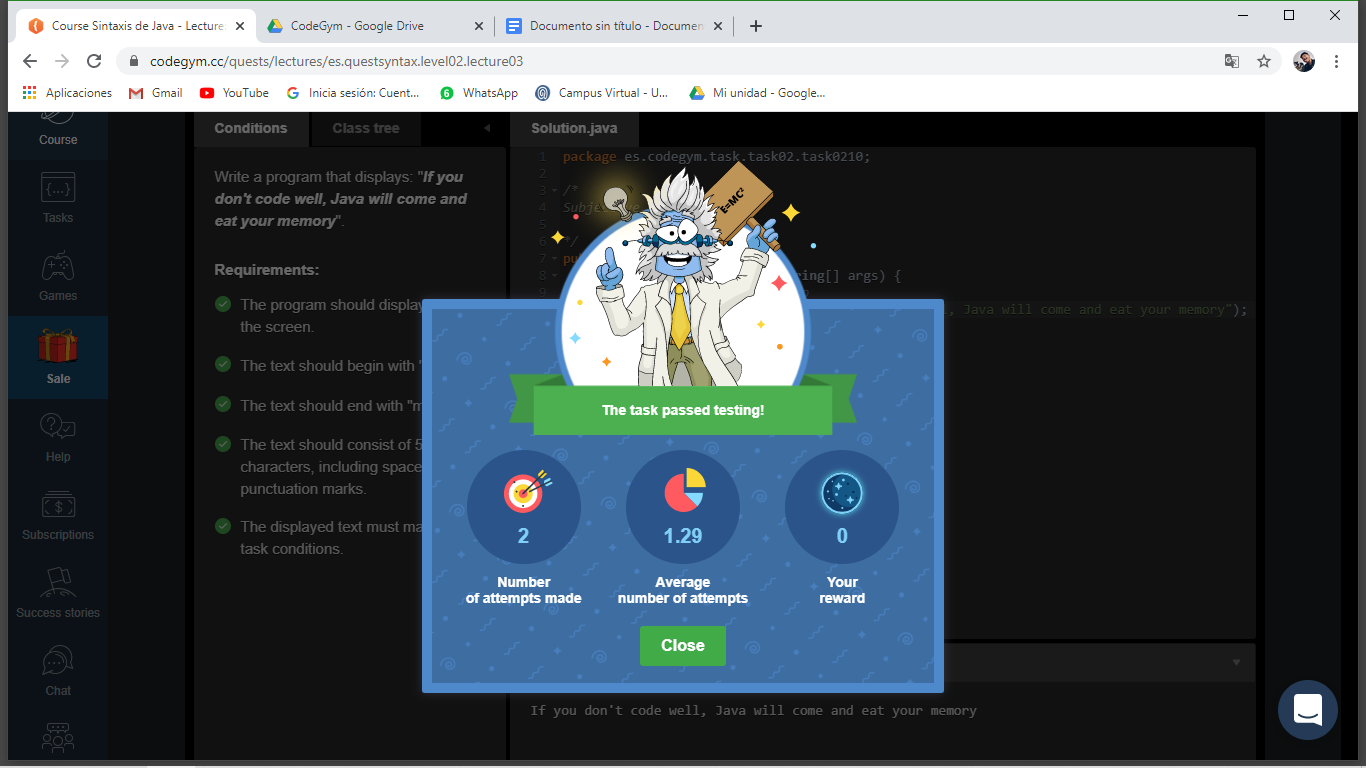 Course Sintaxis de Java - Lecture
CodeGym - Google Drive
Documento sin título - Documen
codegym.cc/quests/lectures/es.questsyntax.level02.lecture03
Aplicaciones
Gmail
YouTube
Inicia sesión: Cuent...
6
WhatsApp
Campus Virtual - U...
Mi unidad - Google...
Course
Tasks
Games
Sale
Help
Subscriptions
Success stories
Chat
Conditions
Class tree
Write a program that displays: "If you
don't code well, Java will come and
eat your memory".
Requirements:
The program should display
the screen.
The text should begin with "
The text should end with "m
The text should consist of 5
characters, including space
punctuation marks.
The displayed text must ma
task conditions.
Solution.java
1 package es.codegym.task.task02.task0210;
2
3 /*
4
5
6 */
7 pu
8 ring[] args) {
9
, Java will come and eat your memory");
E=MC²
The task passed testing!
2
Number
of attempts made
1.29
Average
number of attempts
0
Your
reward
Close
If you don't code well, Java will come and eat your memory